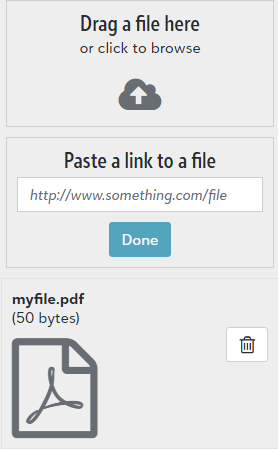 Drag a file here
or click to browse
Paste a link to a file
http://www.something.com/file
Done
myfile.pdf
(50 bytes)